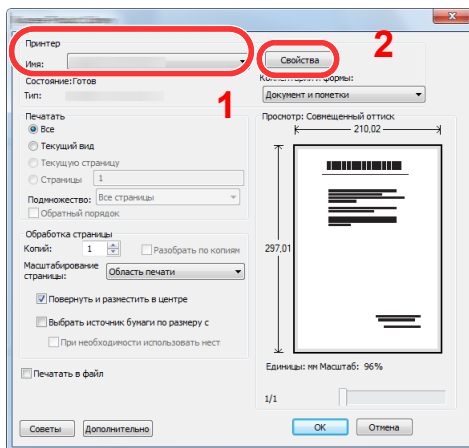 Принтер
2
Имя:
Свойства
Состояние:Готов
Комментарии и формы:
Тип:
1
Документ и пометки
Печатать
Просмотр: Совмещенный оттиск
Все
210,02
Текущий вид
Текущую страницу
Страницы 1
Подмножество: Все страницы
Обратный порядок
Обработка страницы
Копий: 1 Разобрать по копиям
297,01
Масштабирование страницы: Область печати
Повернуть и разместить в центре
Выбрать источник бумаги по размеру с
При необходимости использовать нест
Единицы: мм Масштаб: 96%
Печатать в файл
1/1
Советы Дополнительно OK Отмена